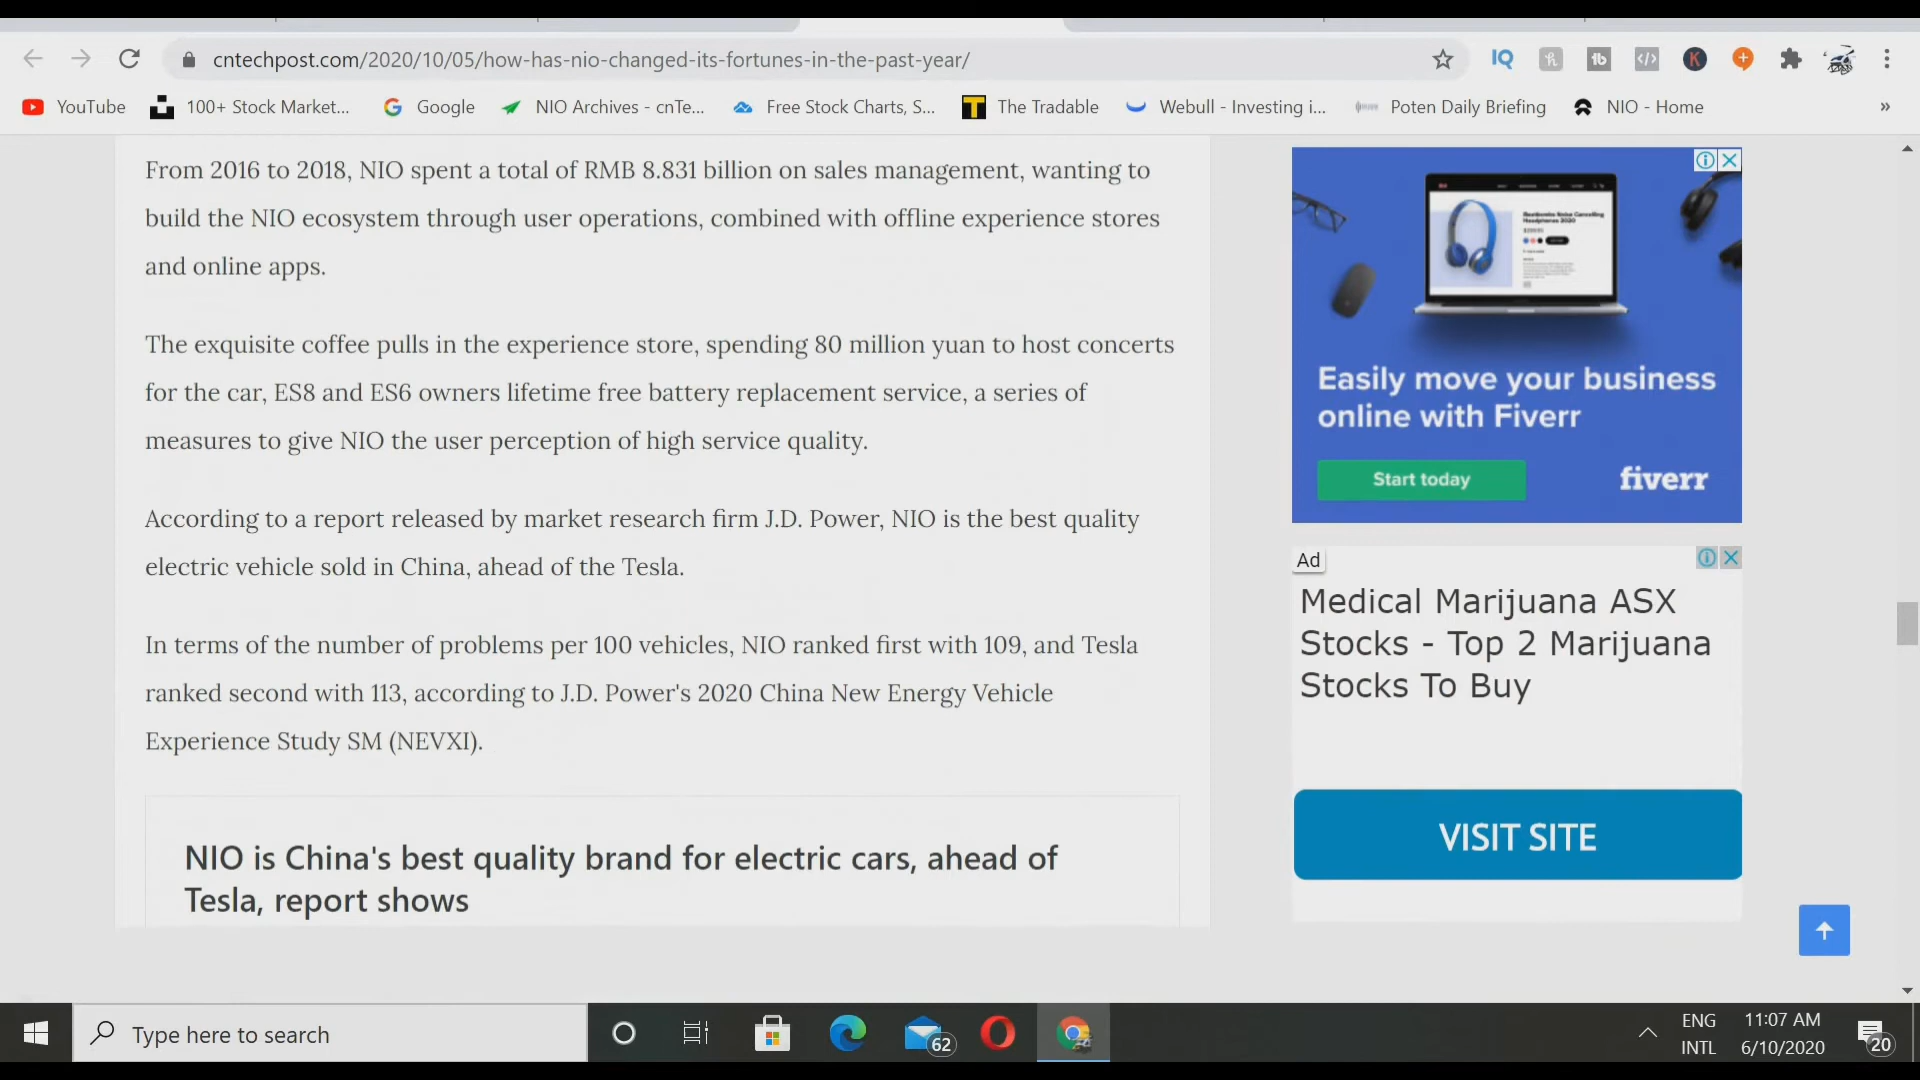 cntechpost.com/2020/10/05/how-has-nio-changed-its-fortunes-in-the-past-year/
IQ
tb
K
YouTube
100+ Stock Market...
Google
NIO Archives - cnTe...
Free Stock Charts, S...
T
The Tradable
Webull - Investing i...
Poten Daily Briefing
NIO - Home
»
From 2016 to 2018, NIO spent a total of RMB 8.831 billion on sales management, wanting to
build the NIO ecosystem through user operations, combined with offline experience stores
and online apps.
The exquisite coffee pulls in the experience store, spending 80 million yuan to host concerts
for the car, ES8 and ES6 owners lifetime free battery replacement service, a series of
measures to give NIO the user perception of high service quality.
According to a report released by market research firm J.D. Power, NIO is the best quality
electric vehicle sold in China, ahead of the Tesla.
In terms of the number of problems per 100 vehicles, NIO ranked first with 109, and Tesla
ranked second with 113, according to J.D. Power's 2020 China New Energy Vehicle
Experience Study SM (NEVXI).
NIO is China's best quality brand for electric cars, ahead of
Tesla, report shows
Easily move your business
online with Fiverr
Start today
fiverr
Ad
Medical Marijuana ASX
Stocks - Top 2 Marijuana
Stocks To Buy
VISIT SITE
Type here to search
62
ENG
INTL
11:07 AM
6/10/2020
20